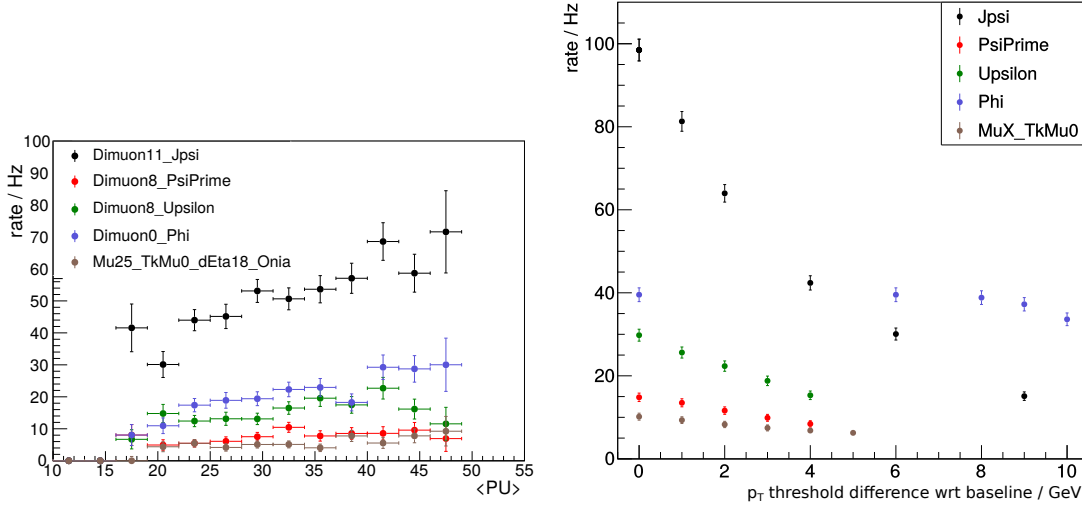 rate / Hz
100
90
80
70
60
50
40
30
20
10
0
Dimuon11_Jpsi
Dimuon8_PsiPrime
Dimuon8_Upsilon
Dimuon0_Phi
Mu25_TkMu0_dEta18_Onia
10 15 20 25 30 35 40 45 50 55
<PU>
rate / Hz
100
80
60
40
20
0
Jpsi
PsiPrime
Upsilon
Phi
MuX_TkMu0
0 2 4 6 8 10
p_T threshold difference wrt baseline / GeV